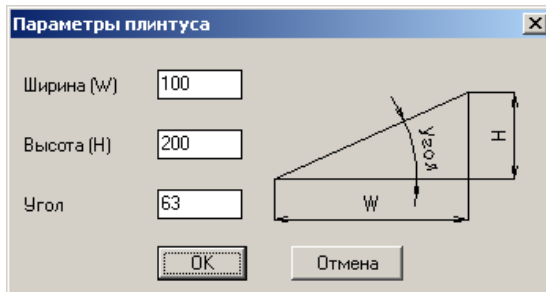 Параметры плинтуса
Ширина (W) 100
Высота (H) 200
Угол 63
угол
H
W
OK Отмена